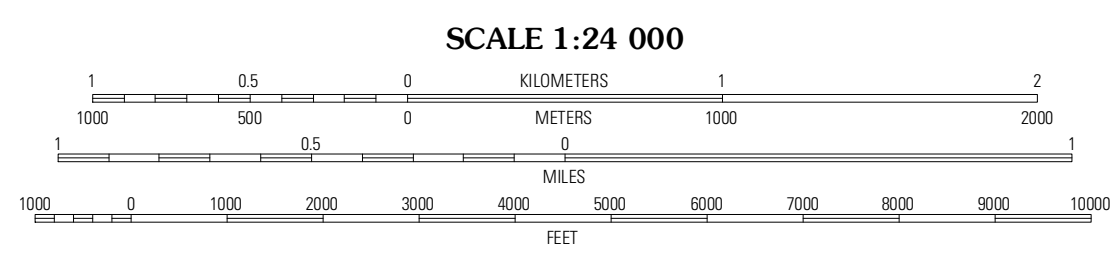 SCALE 1:24 000
1 0.5 0 KILOMETERS 1 2
1000 500 0 METERS 1000 2000
1 0.5 0 1
MILES
1000 0 1000 2000 3000 4000 5000 6000 7000 8000 9000 10000
FEET